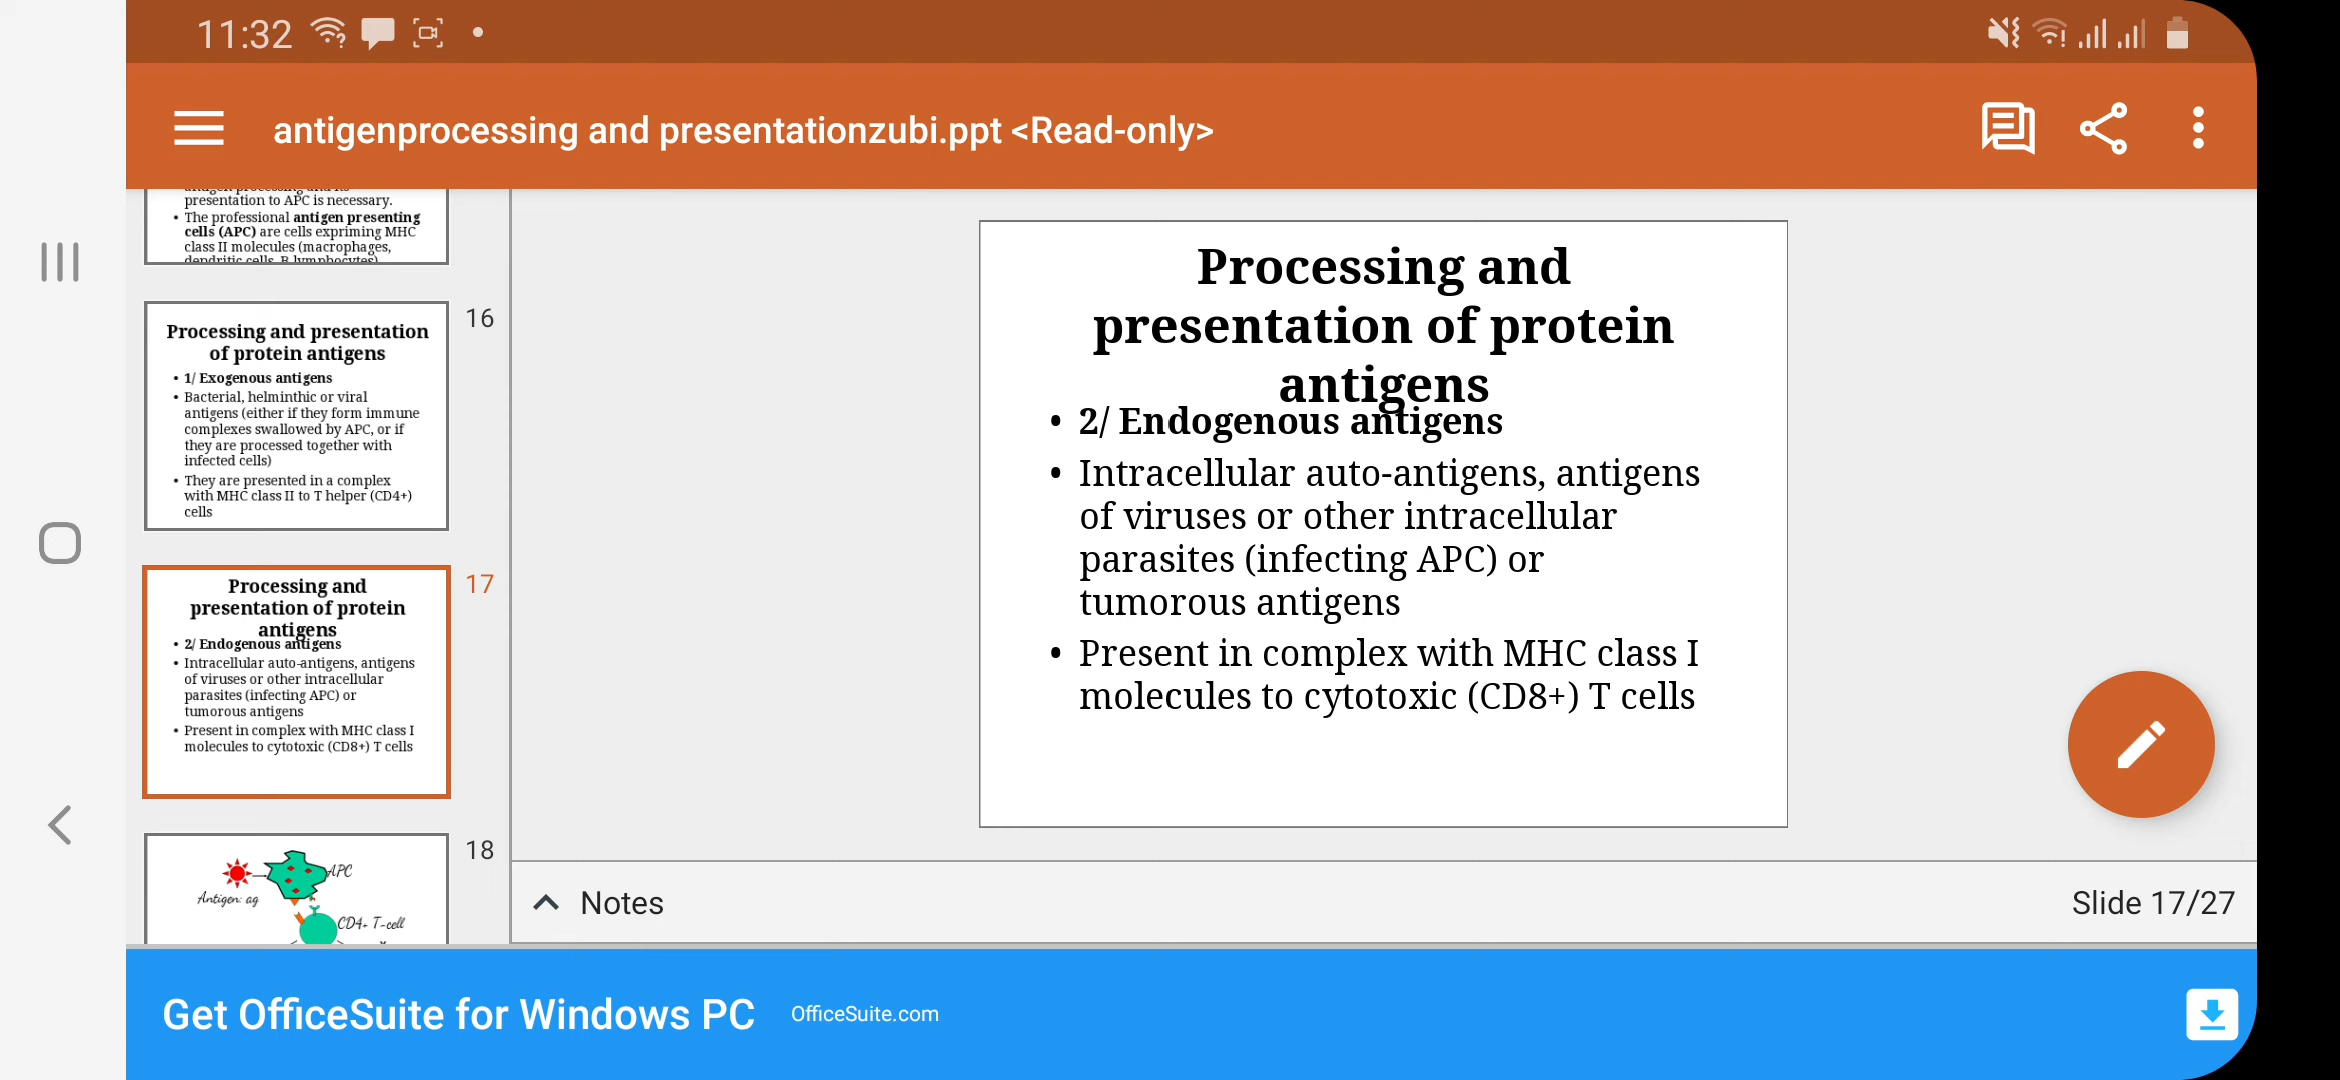 11:32
antigenprocessing and presentationzubi.ppt <Read-only>
presentation to APC is necessary.
• The professional antigen presenting
cells (APC) are cells expriming MHC
class II molecules (macrophages,
dendritic cells, B lymphocytes)
16
Processing and presentation
of protein antigens
• 1/ Exogenous antigens
• Bacterial, helminthic or viral
antigens (either if they form immune
complexes swallowed by APC, or if
they are processed together with
infected cells)
• They are presented in a complex
with MHC class II to T helper (CD4+)
cells
17
Processing and
presentation of protein
antigens
• 2/ Endogenous antigens
• Intracellular auto-antigens, antigens
of viruses or other intracellular
parasites (infecting APC) or
tumorous antigens
• Present in complex with MHC class I
molecules to cytotoxic (CD8+) T cells
18
APC
Antigen: ag
CD4+ T-cell
Processing and
presentation of protein
antigens
• 2/ Endogenous antigens
• Intracellular auto-antigens, antigens
of viruses or other intracellular
parasites (infecting APC) or
tumorous antigens
• Present in complex with MHC class I
molecules to cytotoxic (CD8+) T cells
Notes
Slide 17/27
Get OfficeSuite for Windows PC
OfficeSuite.com